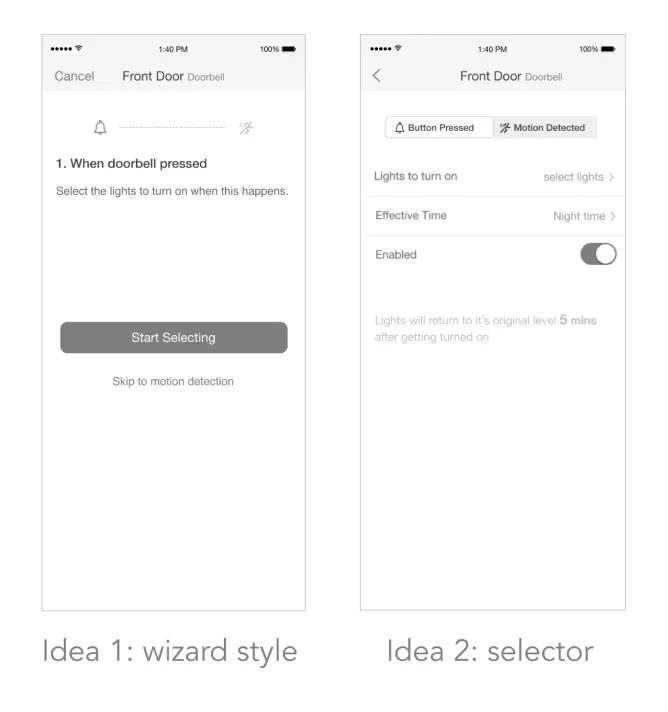 1:40 PM
100%
Cancel
Front Door Doorbell
1. When doorbell pressed
Select the lights to turn on when this happens.
Start Selecting
Skip to motion detection
Idea 1: wizard style
1:40 PM
100%
Front Door Doorbell
Button Pressed
Motion Detected
Lights to turn on
select lights
Effective Time
Night time
Enabled
Lights will return to it's original level 5 mins
after getting turned on
Idea 2: selector